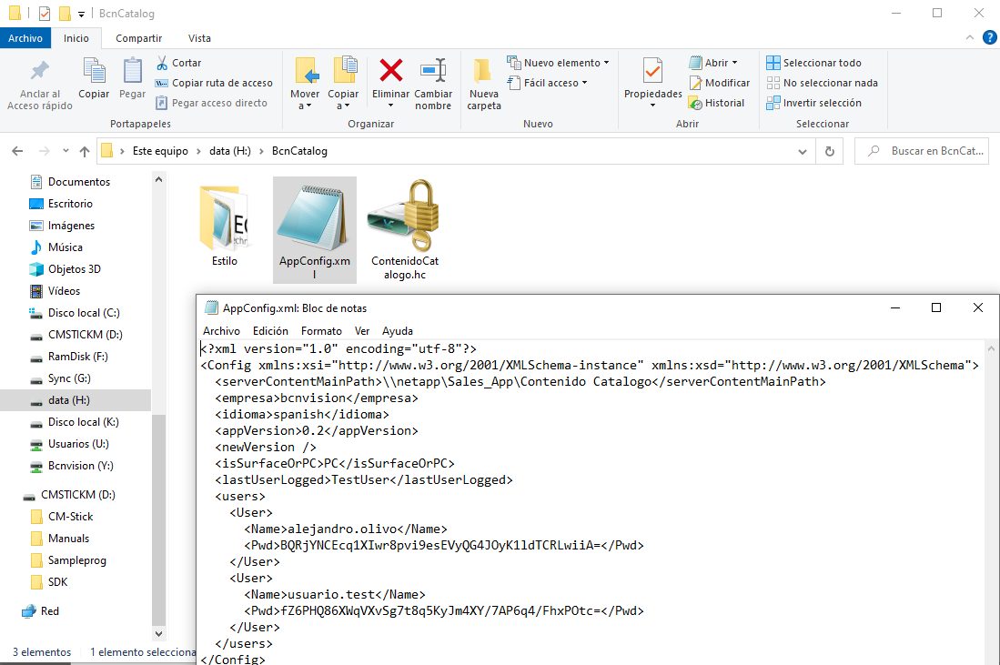 BcnCatalog
Archivo
Inicio
Compartir
Vista
Anclar al
Acceso rápido
Copiar
Pegar
Cortar
Copiar ruta de acceso
Pegar acceso directo
Portapapeles
Mover
a
Copiar
a
Eliminar
Cambiar
nombre
Organizar
Nueva
carpeta
Nuevo elemento
Fácil acceso
Nuevo
Propiedades
Abrir
Modificar
Historial
Abrir
Seleccionar todo
No seleccionar nada
Invertir selección
Seleccionar
Este equipo > data (H:) > BcnCatalog
Buscar en BcnCat...
Documentos
Escritorio
Imágenes
Música
Objetos 3D
Vídeos
Disco local (C:)
CMSTICKM (D:)
RamDisk (F:)
Sync (G:)
data (H:)
Disco local (K:)
Usuarios (U:)
Bcnvision (Y:)
CMSTICKM (D:)
CM-Stick
Manuals
Sampleprog
SDK
Red
3 elementos
1 elemento selecciona
Estilo
AppConfig.xm
l
ContenidoCat
alogo.hc
AppConfig.xml: Bloc de notas
Archivo Edición Formato Ver Ayuda
<?xml version="1.0" encoding="utf-8"?>
<Config xmlns:xsi="http://www.w3.org/2001/XMLSchema-instance" xmlns:xsd="http://www.w3.org/2001/XMLSchema">
<serverContentMainPath>\\netapp\Sales_App\Contenido Catalogo</serverContentMainPath>
<empresa>bcnvision</empresa>
<idioma>spanish</idioma>
<appVersion>0.2</appVersion>
<newVersion />
<isSurfaceOrPC>PC</isSurfaceOrPC>
<lastUserLogged>TestUser</lastUserLogged>
<users>
<User>
<Name>alejandro.olivo</Name>
<Pwd>BQRjYNCEcq1XIwr8pvi9esEVyQG4JOyK1ldTCRLwiiA=</Pwd>
</User>
<User>
<Name>usuario.test</Name>
<Pwd>fZ6PHQ86XWqVXvSg7t8q5KyJm4XY/7AP6q4/FhxPOtc=</Pwd>
</User>
</users>
</Config>